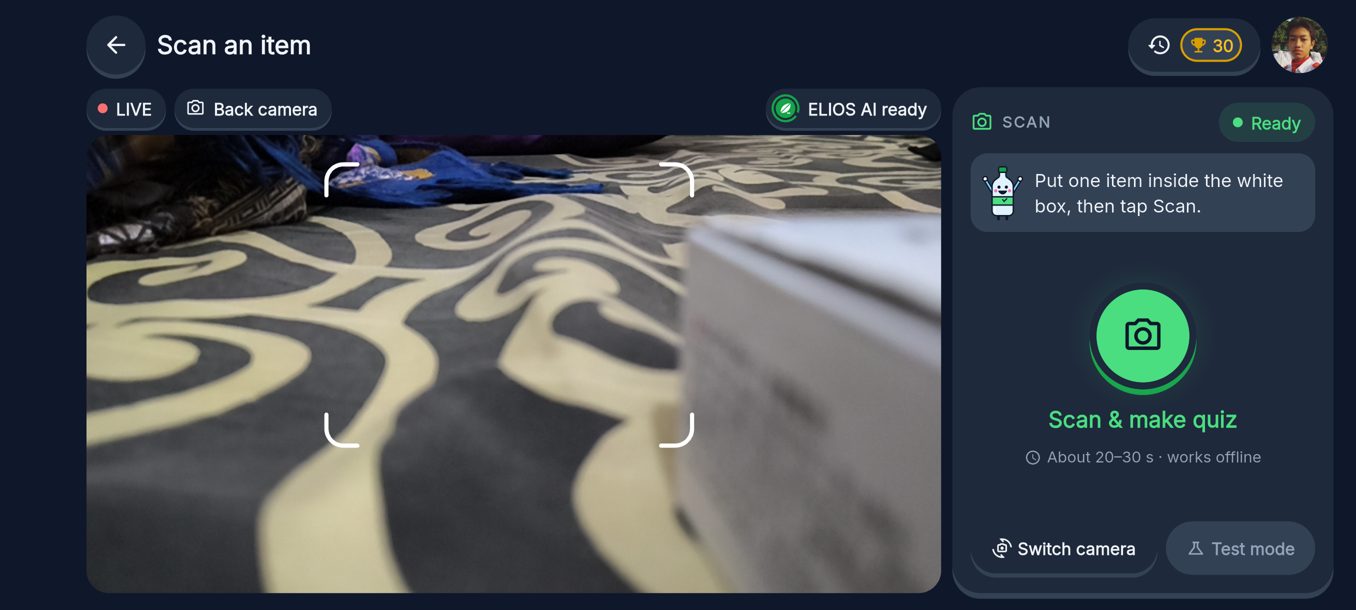 Scan an item
30
LIVE
Back camera
ELIOS AI ready
SCAN
Ready
Put one item inside the white
box, then tap Scan.
Scan & make quiz
About 20–30 s · works offline
Switch camera
Test mode